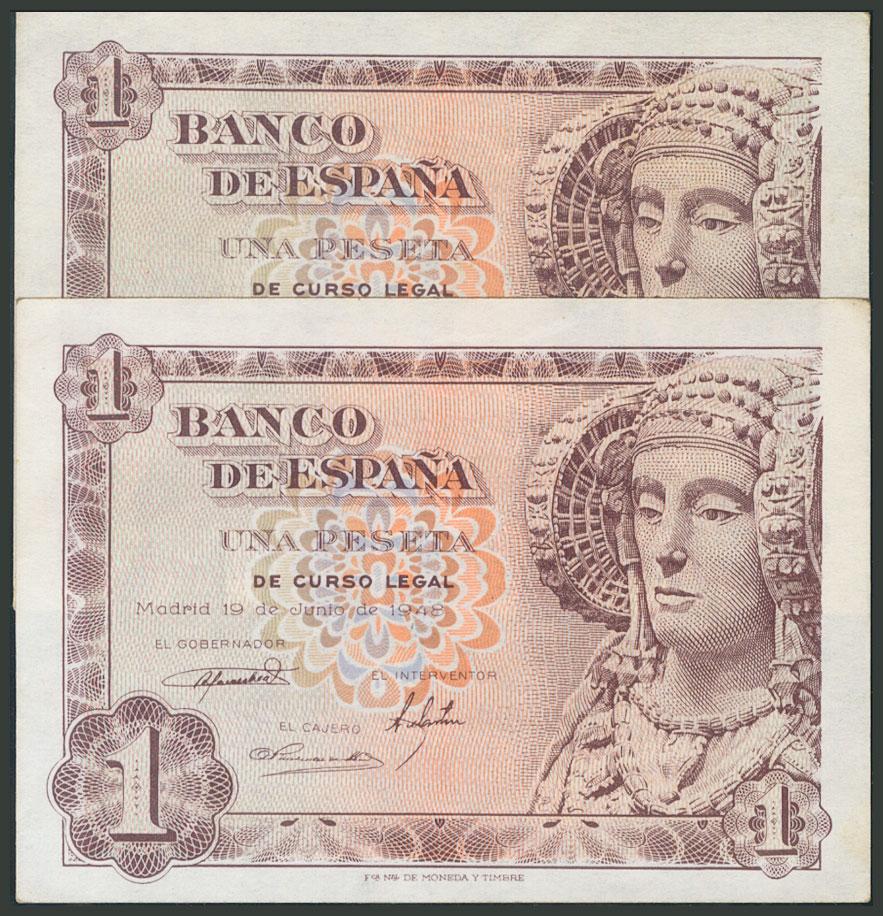 1
BANCO
DE ESPAÑA
UNA PESETA
DE CURSO LEGAL
1
BANCO
DE ESPAÑA
UNA PESETA
DE CURSO LEGAL
Madrid 19 de Junio de 1948
EL GOBERNADOR
EL INTERVENTOR
EL CAJERO
1
1
FCA NAL DE MONEDA Y TIMBRE